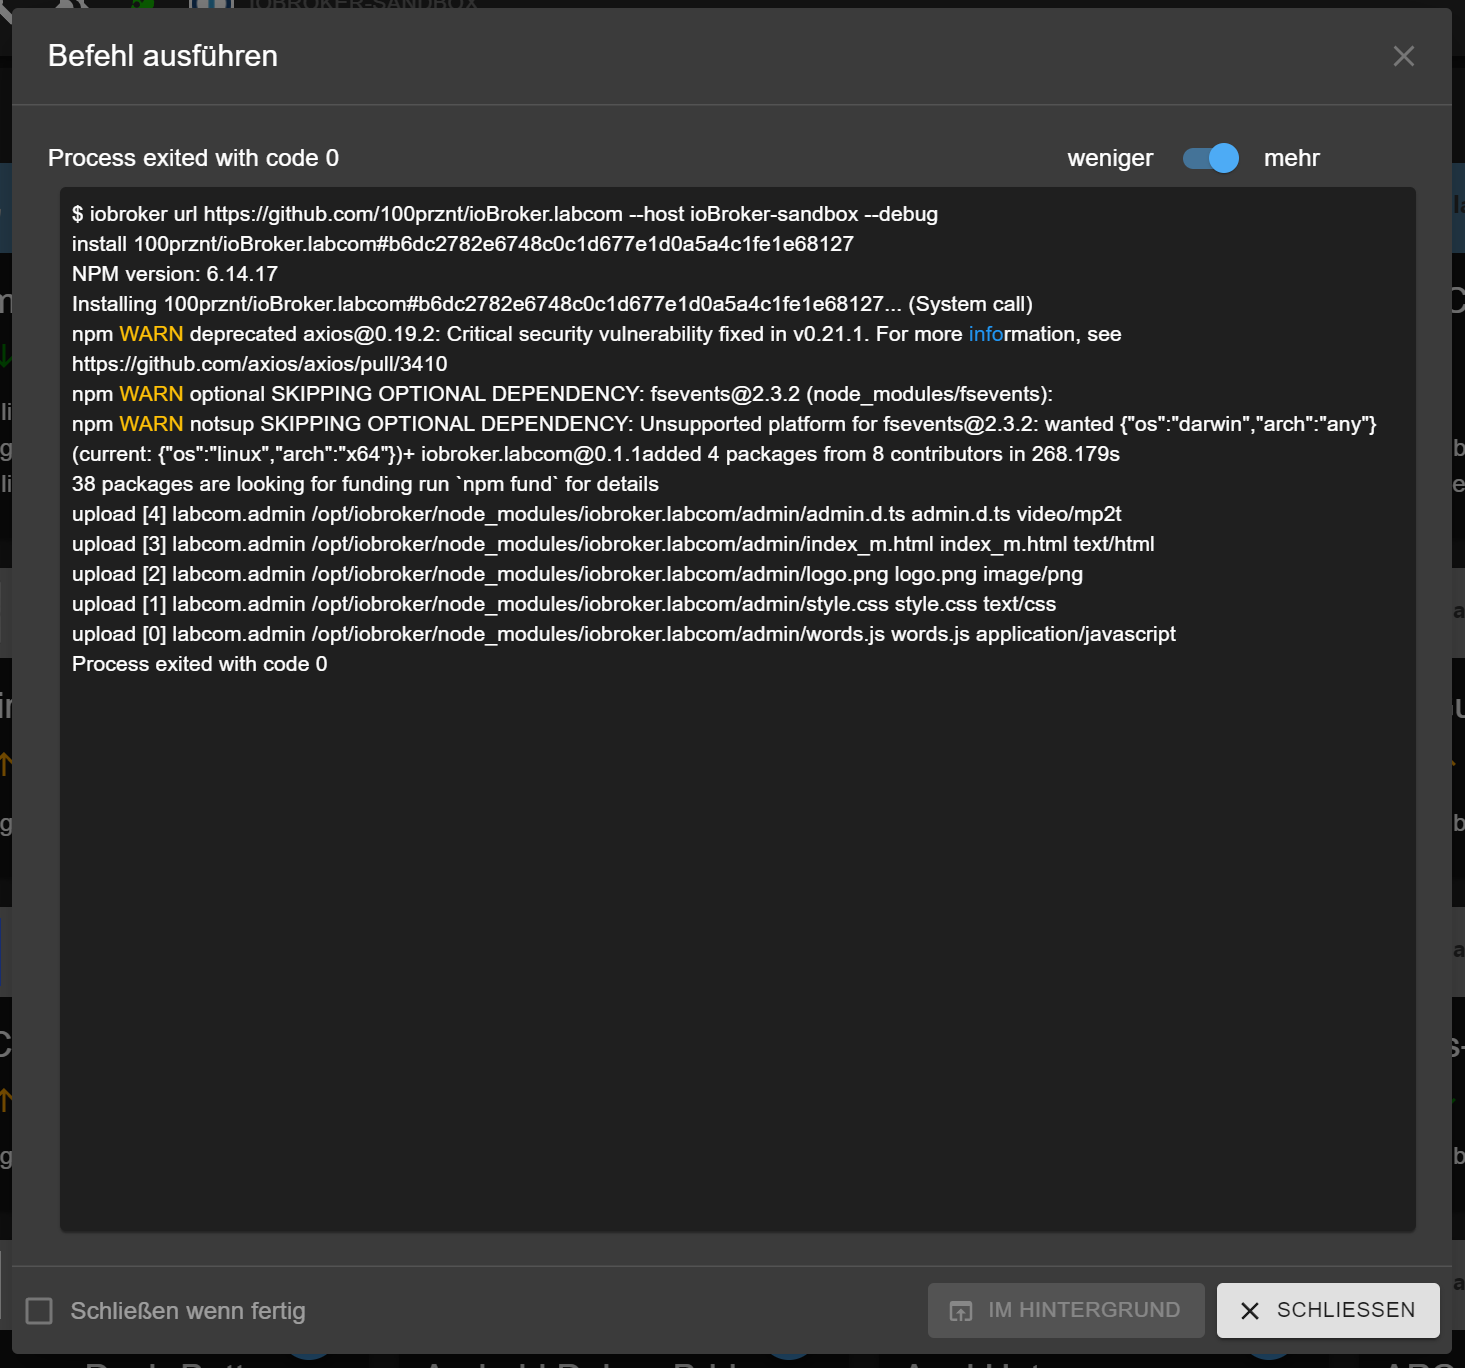 IOBROKER-SANDBOX
Befehl ausführen
Process exited with code 0
weniger
mehr
$ iobroker url https://github.com/100prznt/ioBroker.labcom --host ioBroker-sandbox --debug
install 100prznt/ioBroker.labcom#b6dc2782e6748c0c1d677e1d0a5a4c1fe1e68127
NPM version: 6.14.17
Installing 100prznt/ioBroker.labcom#b6dc2782e6748c0c1d677e1d0a5a4c1fe1e68127... (System call)
npm WARN deprecated axios@0.19.2: Critical security vulnerability fixed in v0.21.1. For more information, see
https://github.com/axios/axios/pull/3410
npm WARN optional SKIPPING OPTIONAL DEPENDENCY: fsevents@2.3.2 (node_modules/fsevents):
npm WARN notsup SKIPPING OPTIONAL DEPENDENCY: Unsupported platform for fsevents@2.3.2: wanted {"os":"darwin","arch":"any"}
(current: {"os":"linux","arch":"x64"})+ iobroker.labcom@0.1.1added 4 packages from 8 contributors in 268.179s
38 packages are looking for funding run `npm fund` for details
upload [4] labcom.admin /opt/iobroker/node_modules/iobroker.labcom/admin/admin.d.ts admin.d.ts video/mp2t
upload [3] labcom.admin /opt/iobroker/node_modules/iobroker.labcom/admin/index_m.html index_m.html text/html
upload [2] labcom.admin /opt/iobroker/node_modules/iobroker.labcom/admin/logo.png logo.png image/png
upload [1] labcom.admin /opt/iobroker/node_modules/iobroker.labcom/admin/style.css style.css text/css
upload [0] labcom.admin /opt/iobroker/node_modules/iobroker.labcom/admin/words.js words.js application/javascript
Process exited with code 0
Schließen wenn fertig
IM HINTERGRUND
SCHLIESSEN